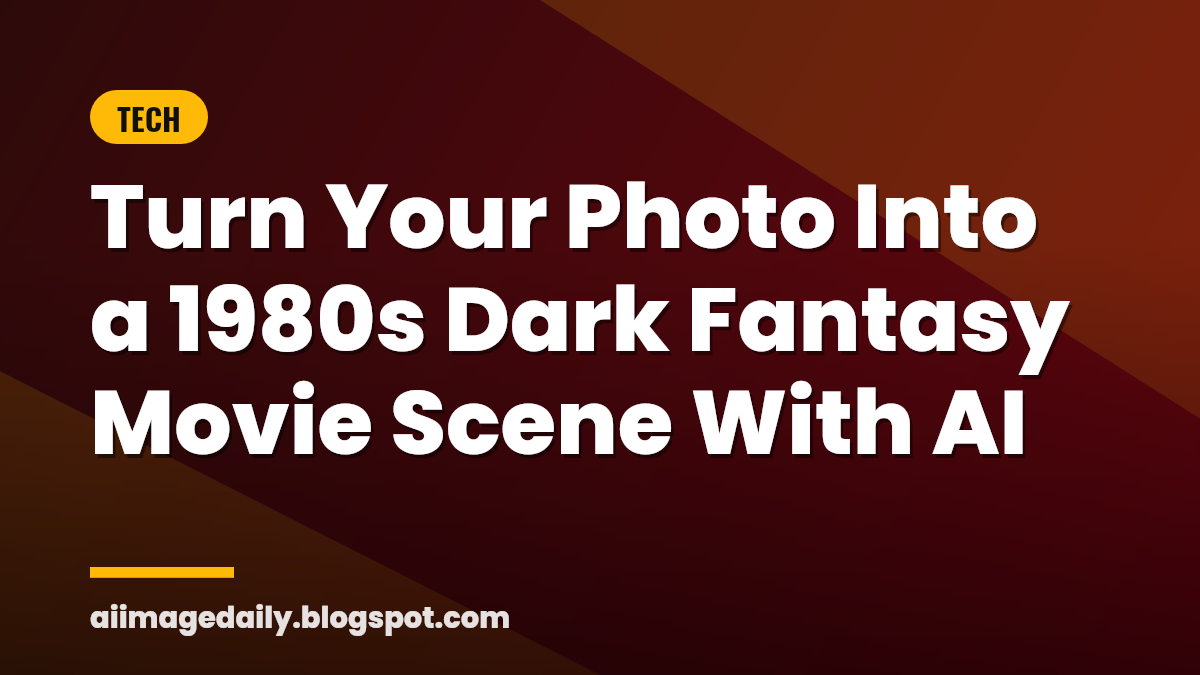 TECH
Turn Your Photo Into
a 1980s Dark Fantasy
Movie Scene With AI
aiimagedaily.blogspot.com